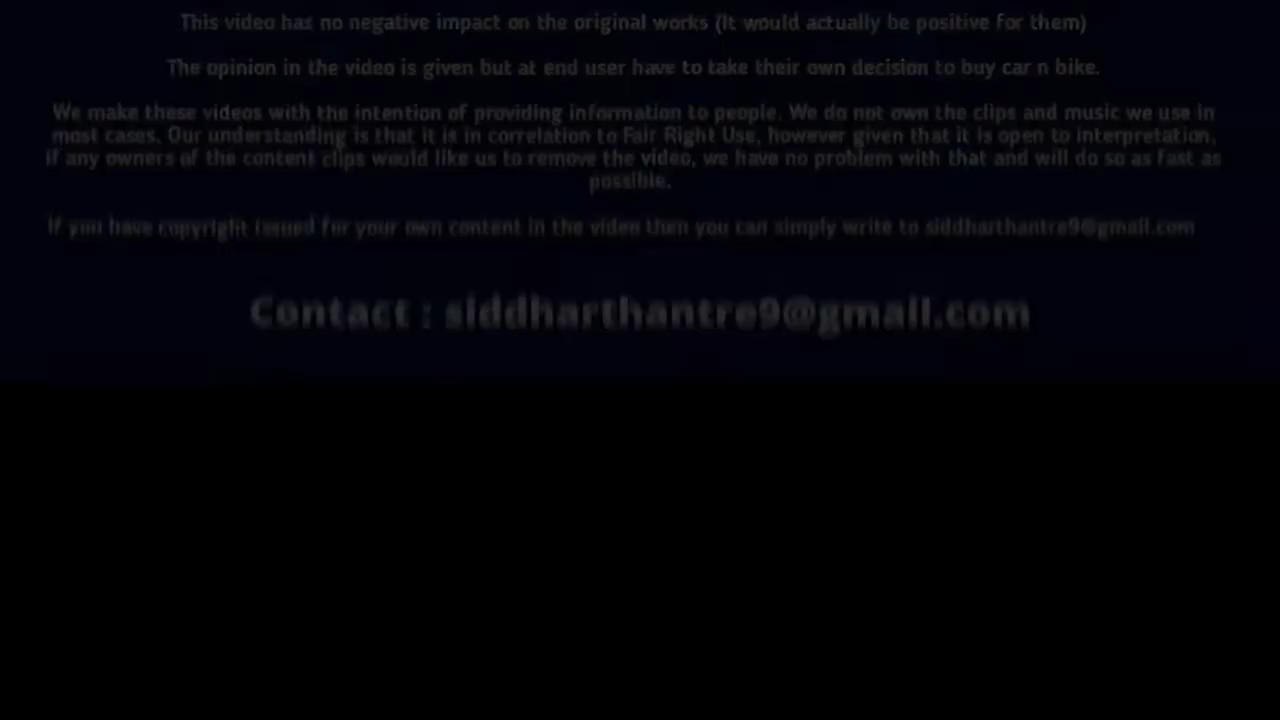 This video has no negative impact on the original works (It would actually be positive for them)
The opinion in the video is given but at end user have to take their own decision to buy car n bike.
We make these videos with the intention of providing information to people. We do not own the clips and music we use in
most cases. Our understanding is that it is in correlation to Fair Right Use, however given that it is open to interpretation,
if any owners of the content clips would like us to remove the video, we have no problem with that and will do so as fast as
possible.
If you have copyright issued for your own content in the video then you can simply write to siddharthantre9@gmail.com
Contact : siddharthantre9@gmail.com